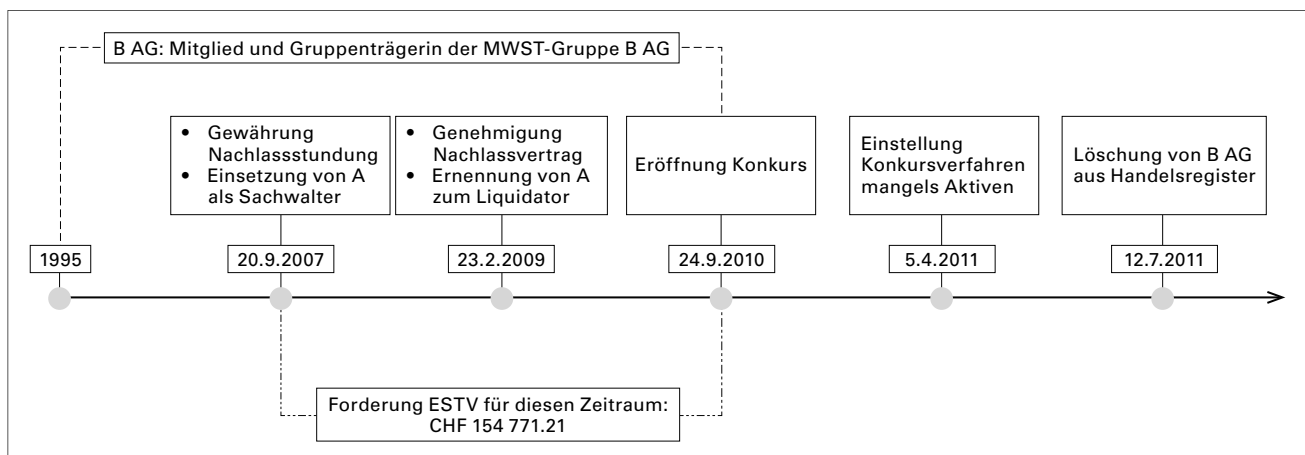 B AG: Mitglied und Gruppenträgerin der MWST-Gruppe B AG
• Gewährung
Nachlassstundung
• Einsetzung von A
als Sachwalter
• Genehmigung
Nachlassvertrag
• Ernennung von A
zum Liquidator
Eröffnung Konkurs
Einstellung
Konkursverfahren
mangels Aktiven
Löschung von B AG
aus Handelsregister
1995
20.9.2007
23.2.2009
24.9.2010
5.4.2011
12.7.2011
Forderung ESTV für diesen Zeitraum:
CHF 154 771.21